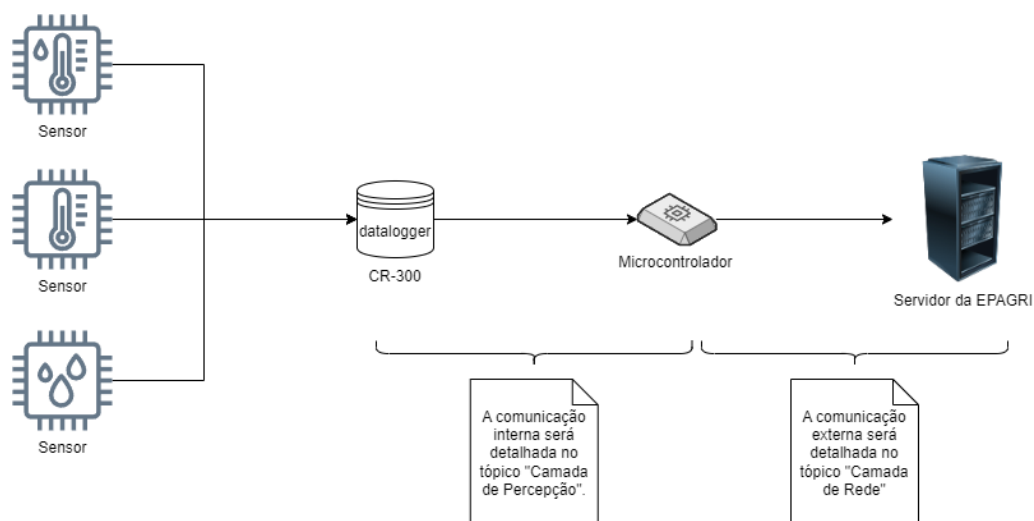 Sensor
Sensor
Sensor
datalogger
CR-300
Microcontrolador
Servidor da EPAGRI
A comunicação
interna será
detalhada no
tópico "Camada
de Percepção".
A comunicação
externa será
detalhada no
tópico "Camada
de Rede"